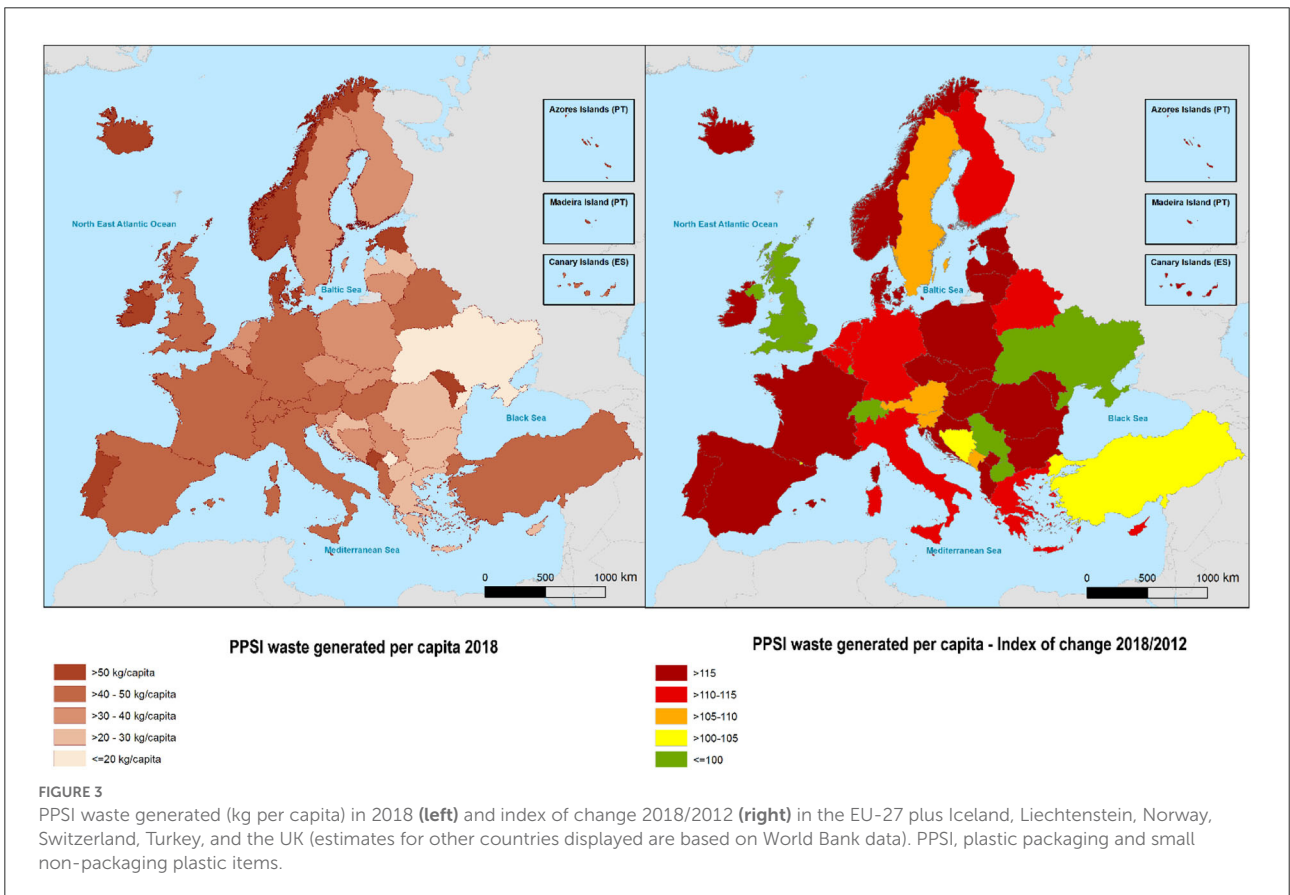 Azores Islands (PT)
Madeira Island (PT)
Canary Islands (ES)
North East Atlantic Ocean
Baltic Sea
Black Sea
Mediterranean Sea
0 500 1000 km
Azores Islands (PT)
Madeira Island (PT)
Canary Islands (ES)
North East Atlantic Ocean
Baltic Sea
Black Sea
Mediterranean Sea
0 500 1000 km
PPSI waste generated per capita 2018
>50 kg/capita
>40 - 50 kg/capita
>30 - 40 kg/capita
>20 - 30 kg/capita
<=20 kg/capita
PPSI waste generated per capita - Index of change 2018/2012
>115
>110-115
>105-110
>100-105
<=100
FIGURE 3
PPSI waste generated (kg per capita) in 2018 (left) and index of change 2018/2012 (right) in the EU-27 plus Iceland, Liechtenstein, Norway,
Switzerland, Turkey, and the UK (estimates for other countries displayed are based on World Bank data). PPSI, plastic packaging and small
non-packaging plastic items.